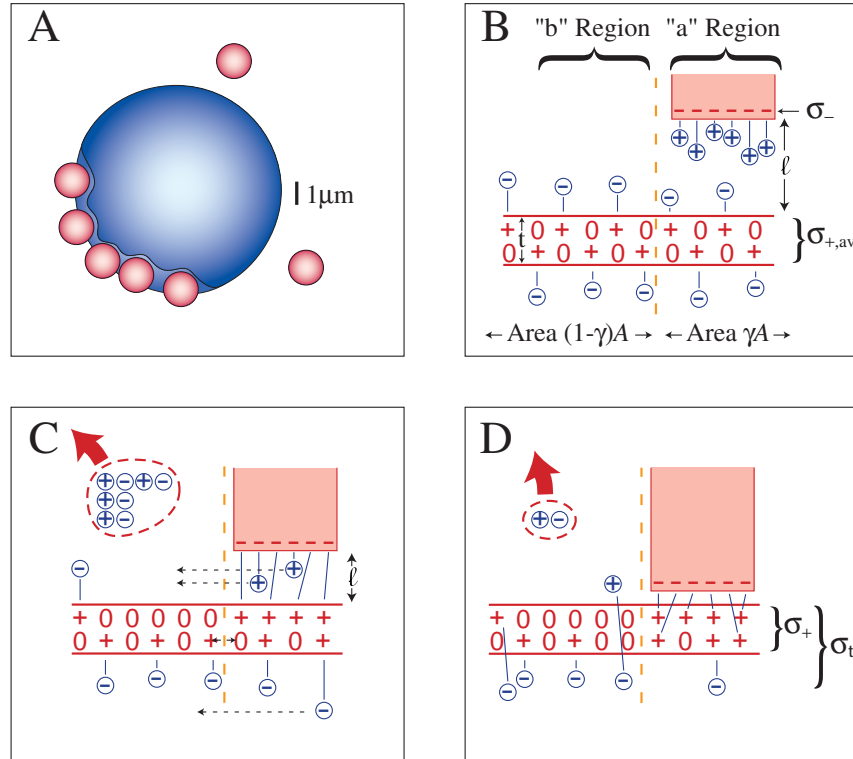 A
1μm
B
"b" Region
"a" Region
σ₋
ℓ
t
σ₊,av
Area (1-γ)A
Area γA
C
ℓ
D
σ₊
σt